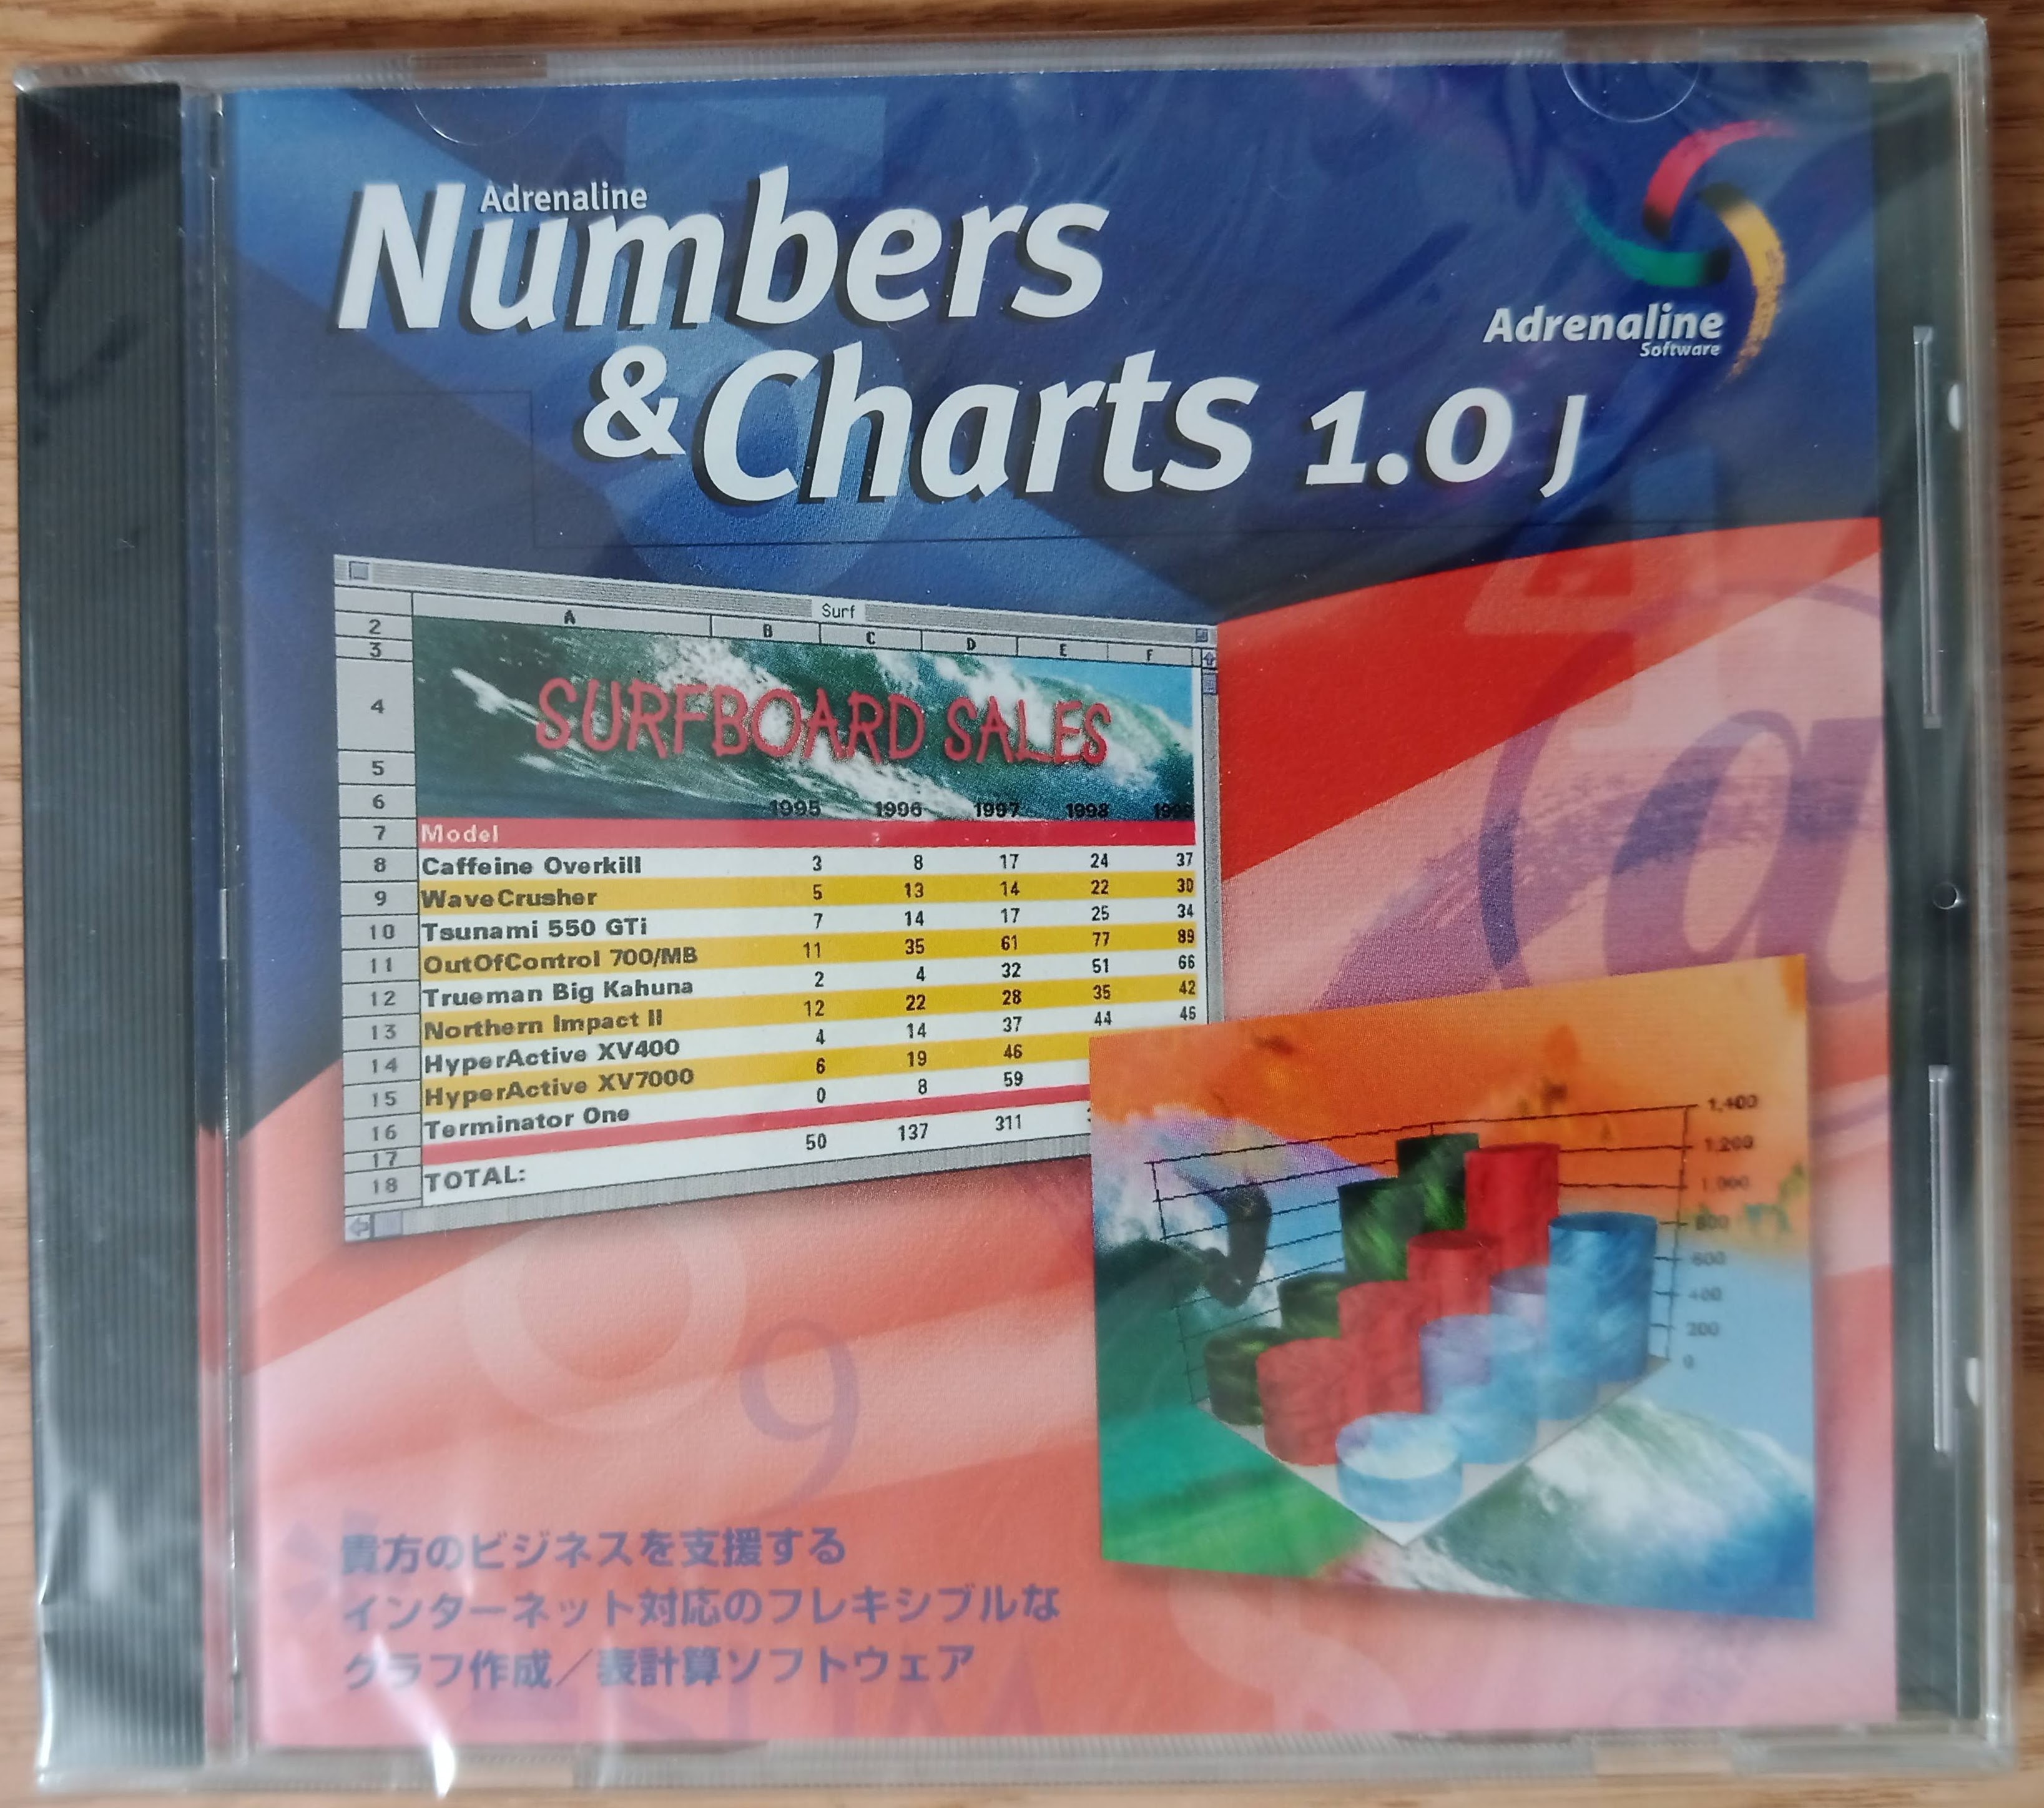 Adrenaline
Numbers
& Charts 1.0 J
Adrenaline
Software
Surf
A B C D E F
2
3
4 SURFBOARD SALES
5
6 1995 1996 1997 1998
7 Model
8 Caffeine Overkill 3 8 17 24 37
9 WaveCrusher 5 13 14 22 30
10 Tsunami 550 GTi 7 14 17 25 34
11 OutOfControl 700/MB 11 35 61 77 89
12 Trueman Big Kahuna 2 4 32 51 66
13 Northern Impact II 12 22 28 35 42
14 HyperActive XV400 4 14 37 44 45
15 HyperActive XV7000 6 19 46
16 Terminator One 0 8 59
17
18 TOTAL: 50 137 311
1,400
1,200
1,000
800
600
400
200
0
@
9
貴方のビジネスを支援する
インターネット対応のフレキシブルな
グラフ作成／表計算ソフトウェア